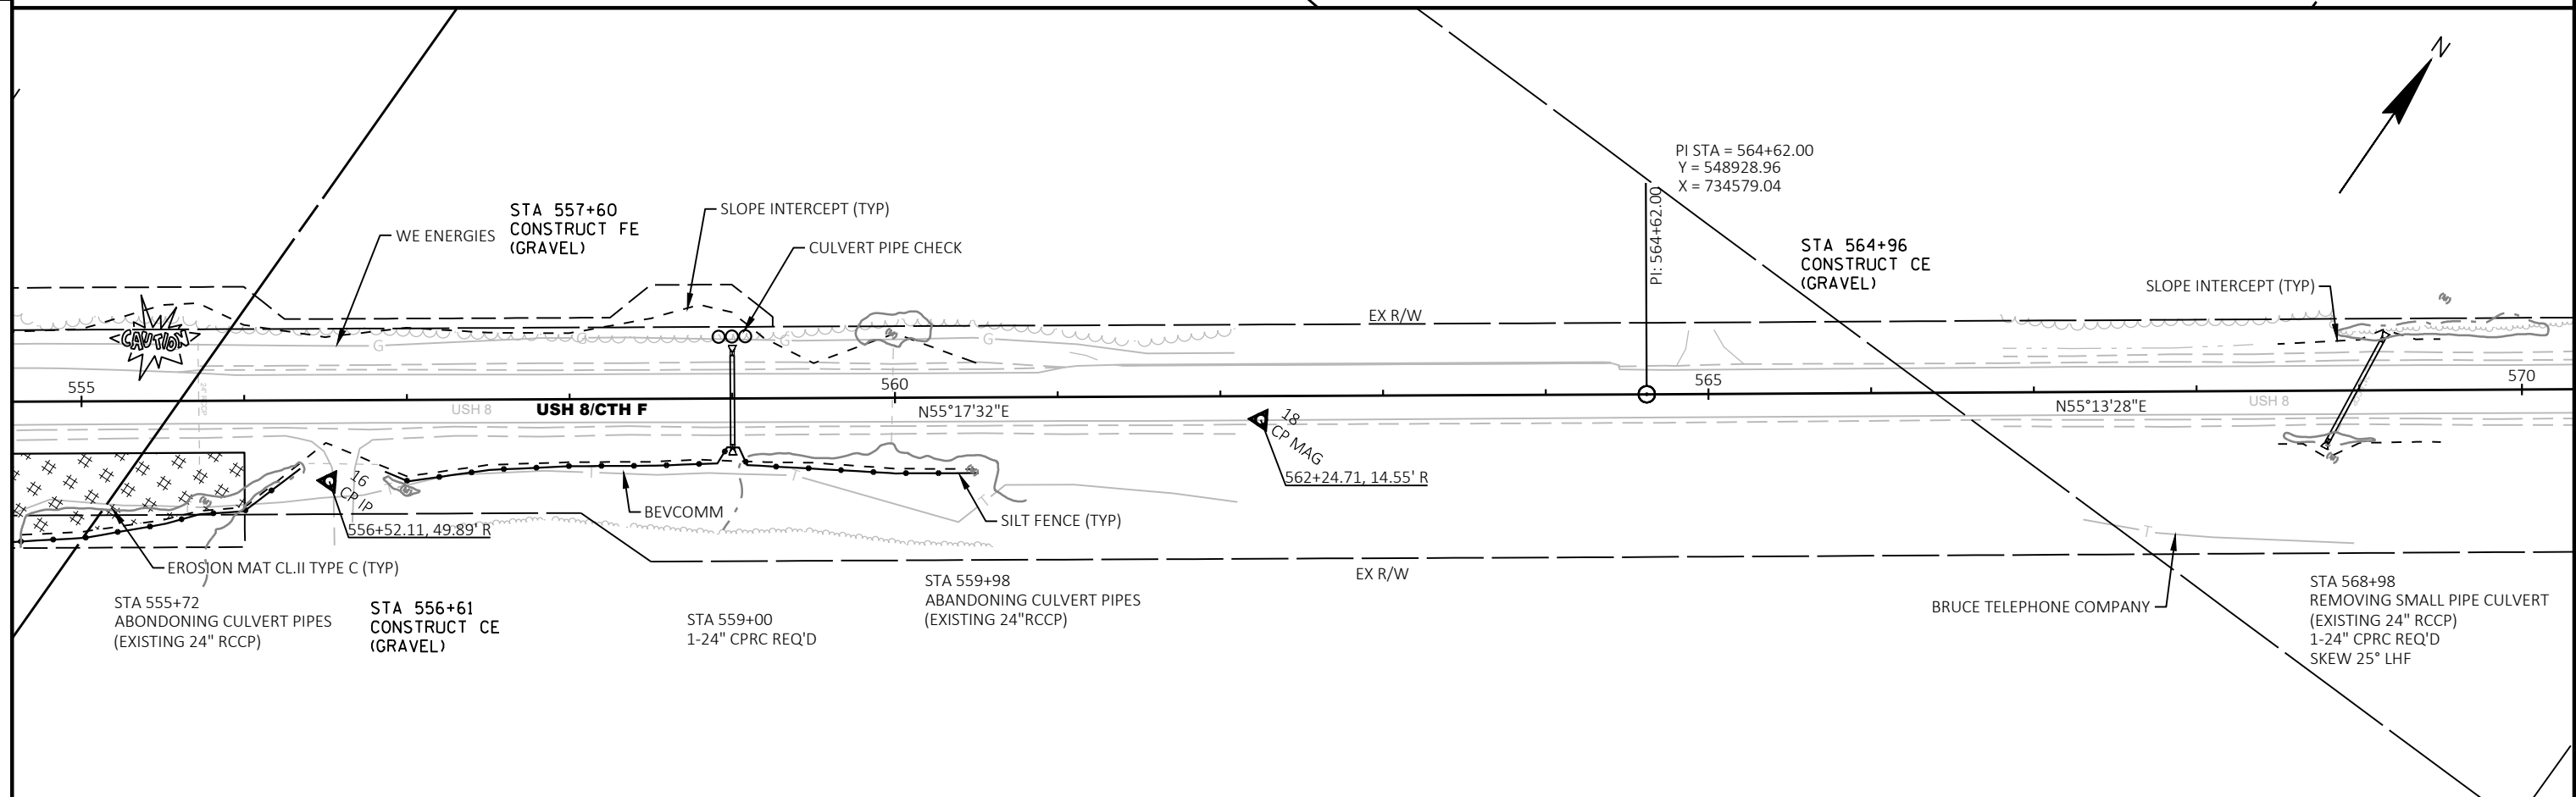 N
PI STA = 564+62.00
Y = 548928.96
X = 734579.04
PI: 564+62.00
STA 557+60
CONSTRUCT FE
(GRAVEL)
WE ENERGIES
SLOPE INTERCEPT (TYP)
CULVERT PIPE CHECK
STA 564+96
CONSTRUCT CE
(GRAVEL)
SLOPE INTERCEPT (TYP)
EX R/W
CAUTION
G
G
G
G
555
560
565
570
USH 8
USH 8/CTH F
N55°17'32"E
N55°13'28"E
USH 8
18
CP MAG
562+24.71, 14.55' R
16
CP IP
556+52.11, 49.89' R
T
T
T
T
BEVCOMM
SILT FENCE (TYP)
EROSION MAT CL.II TYPE C (TYP)
EX R/W
STA 555+72
ABONDONING CULVERT PIPES
(EXISTING 24" RCCP)
STA 556+61
CONSTRUCT CE
(GRAVEL)
STA 559+00
1-24" CPRC REQ'D
STA 559+98
ABANDONING CULVERT PIPES
(EXISTING 24"RCCP)
BRUCE TELEPHONE COMPANY
STA 568+98
REMOVING SMALL PIPE CULVERT
(EXISTING 24" RCCP)
1-24" CPRC REQ'D
SKEW 25° LHF